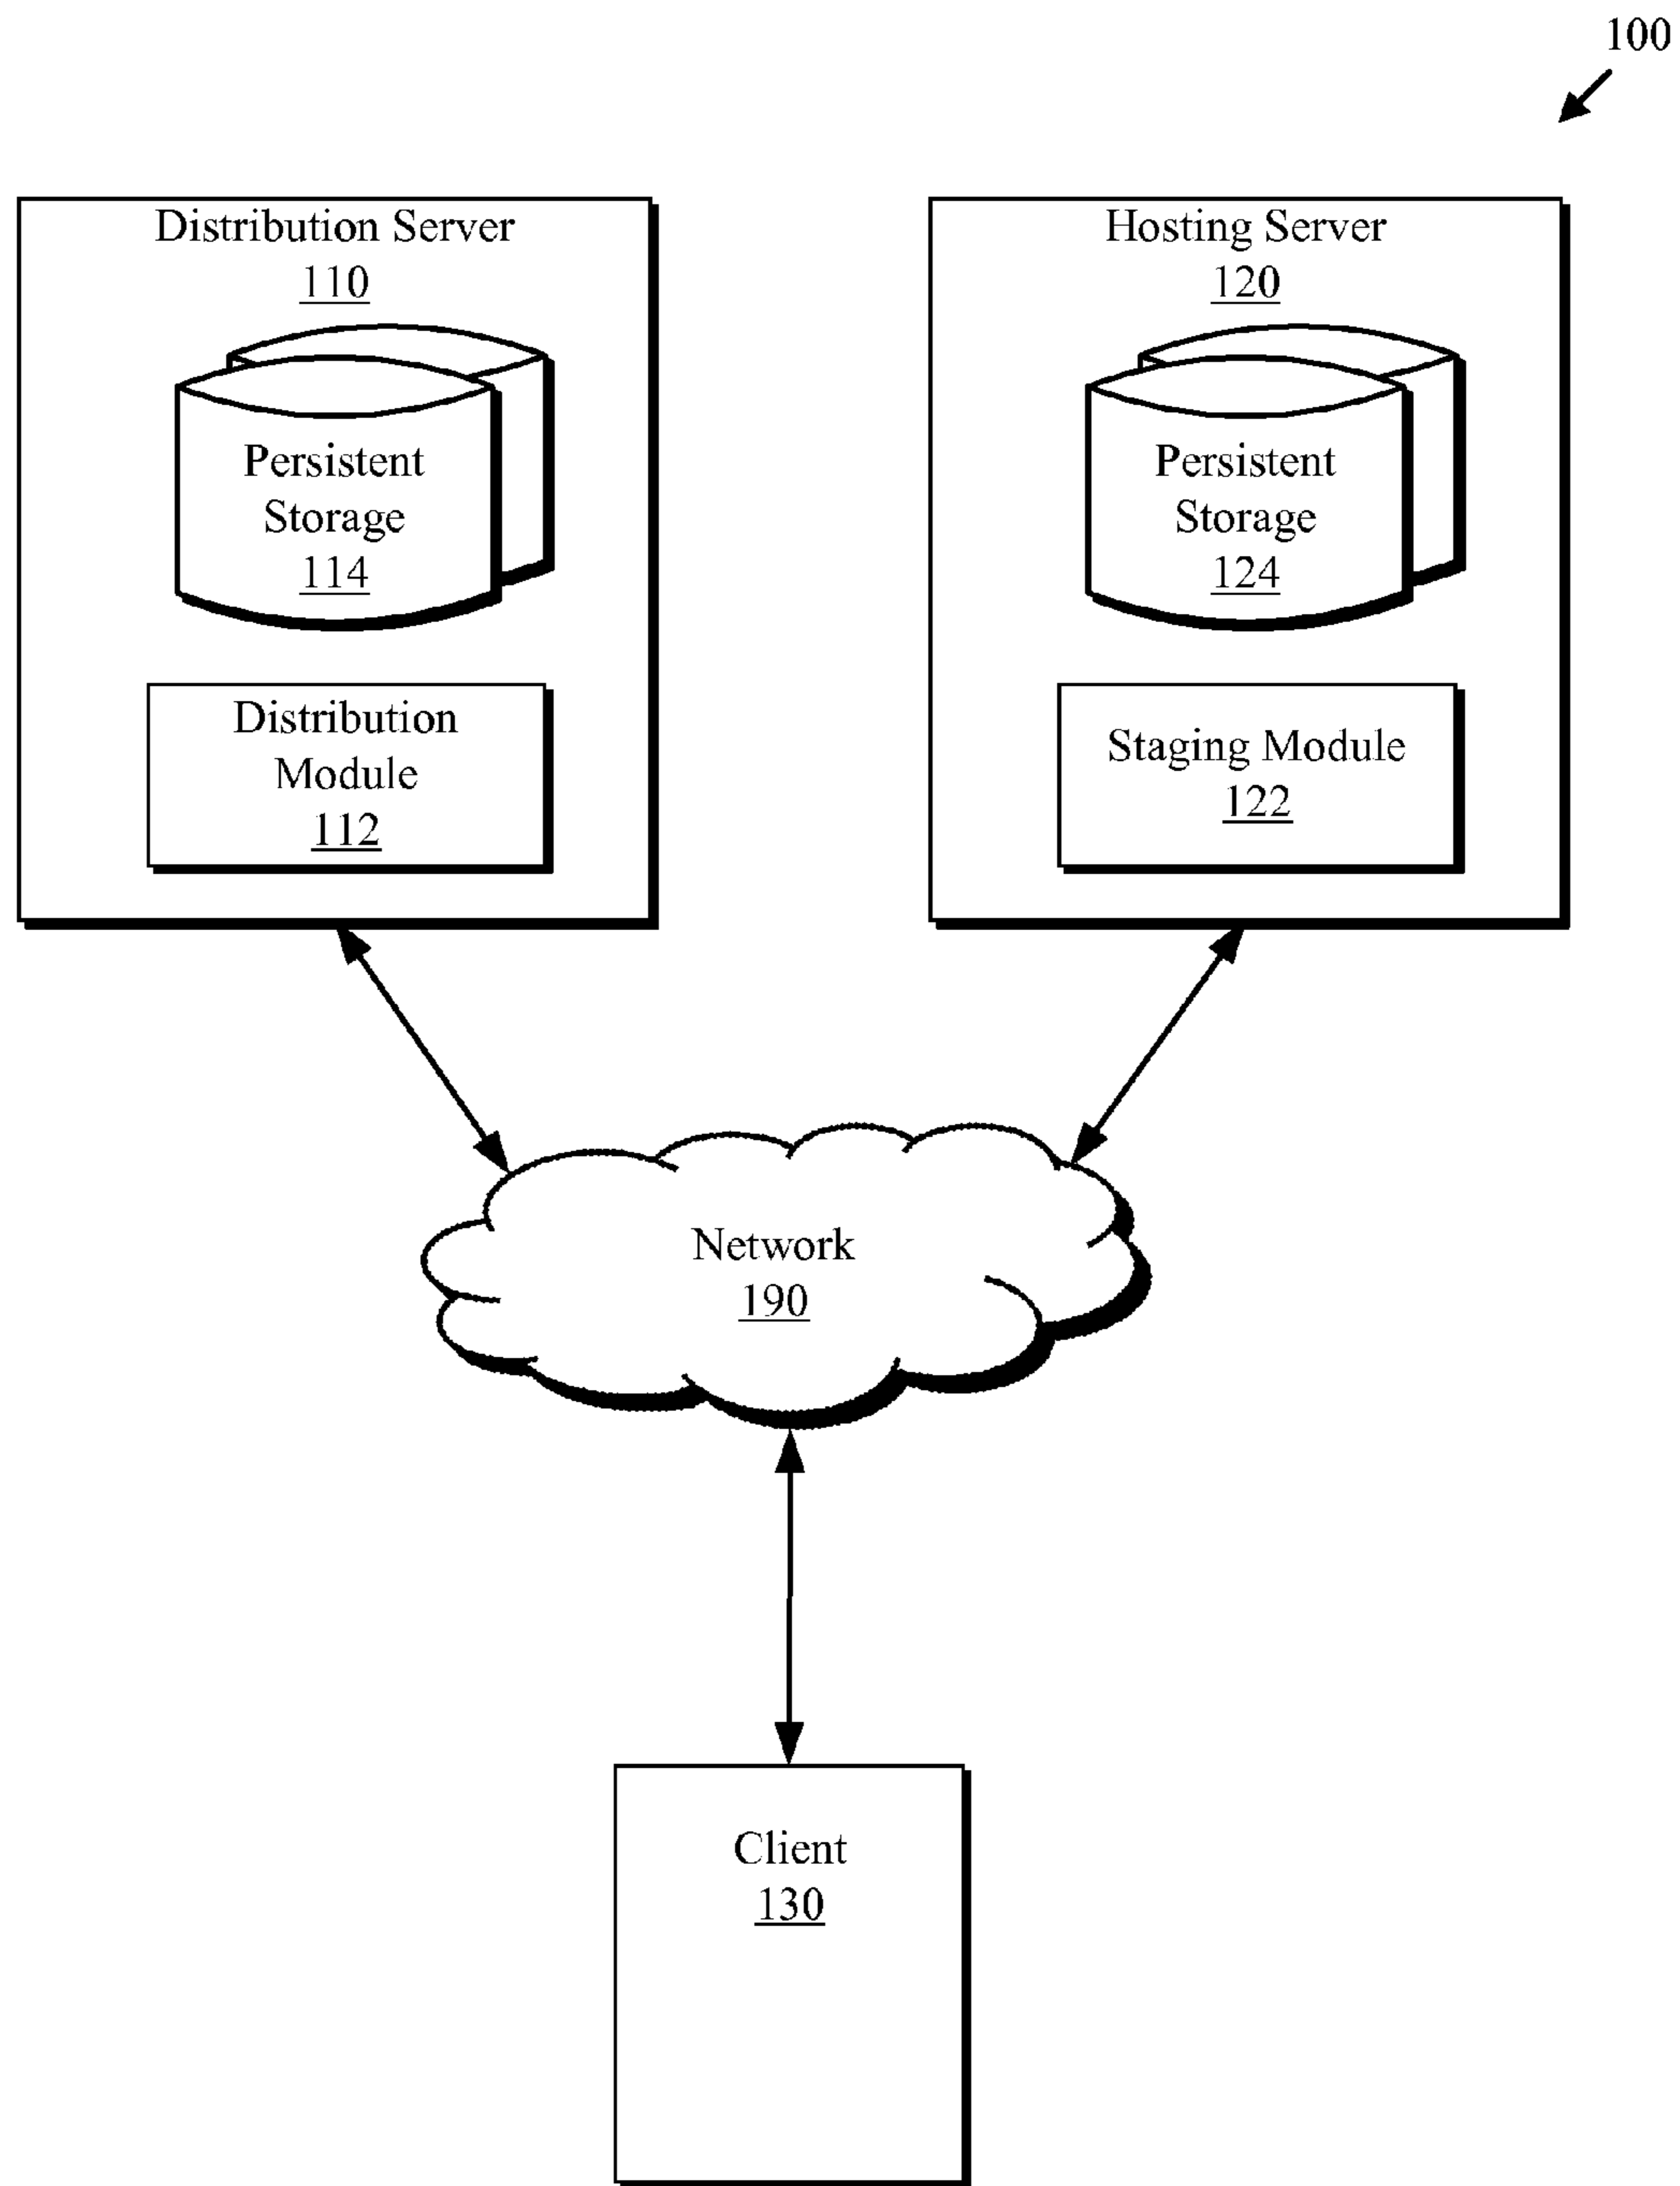 100
Distribution Server
110
Persistent
Storage
114
Distribution
Module
112
Hosting Server
120
Persistent
Storage
124
Staging Module
122
Network
190
Client
130